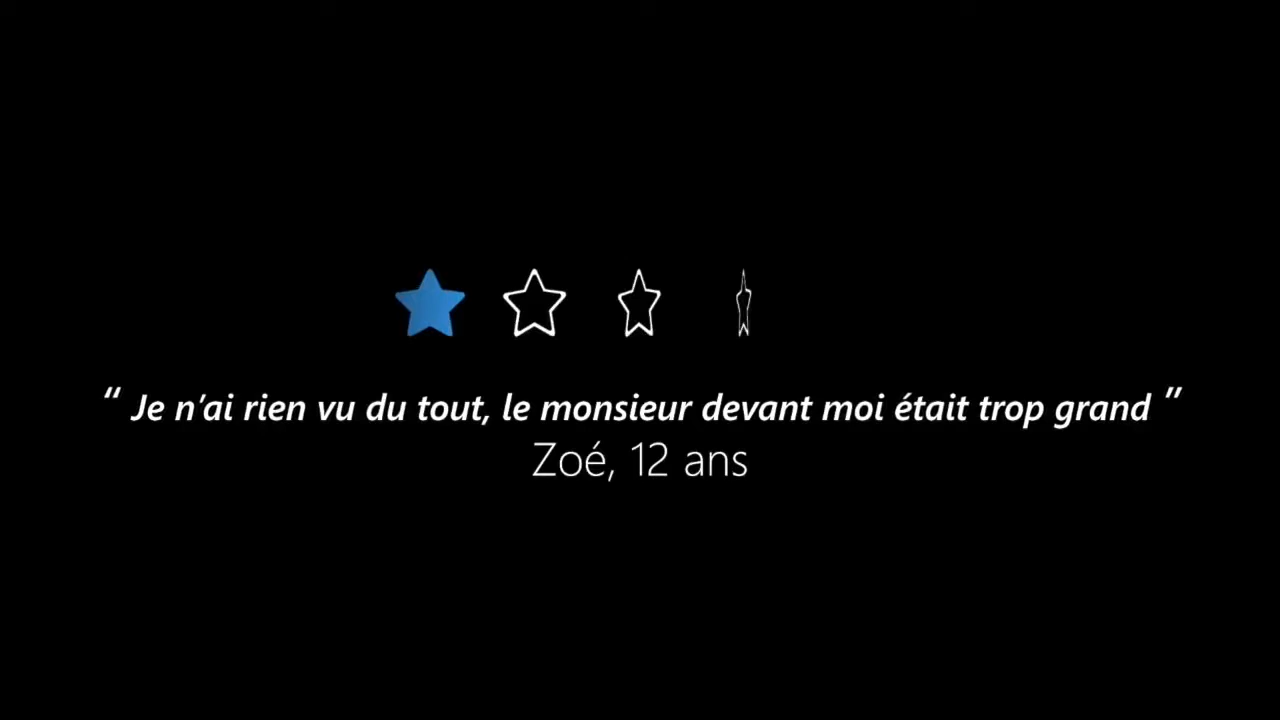 “ Je n’ai rien vu du tout, le monsieur devant moi était trop grand ”
Zoé, 12 ans